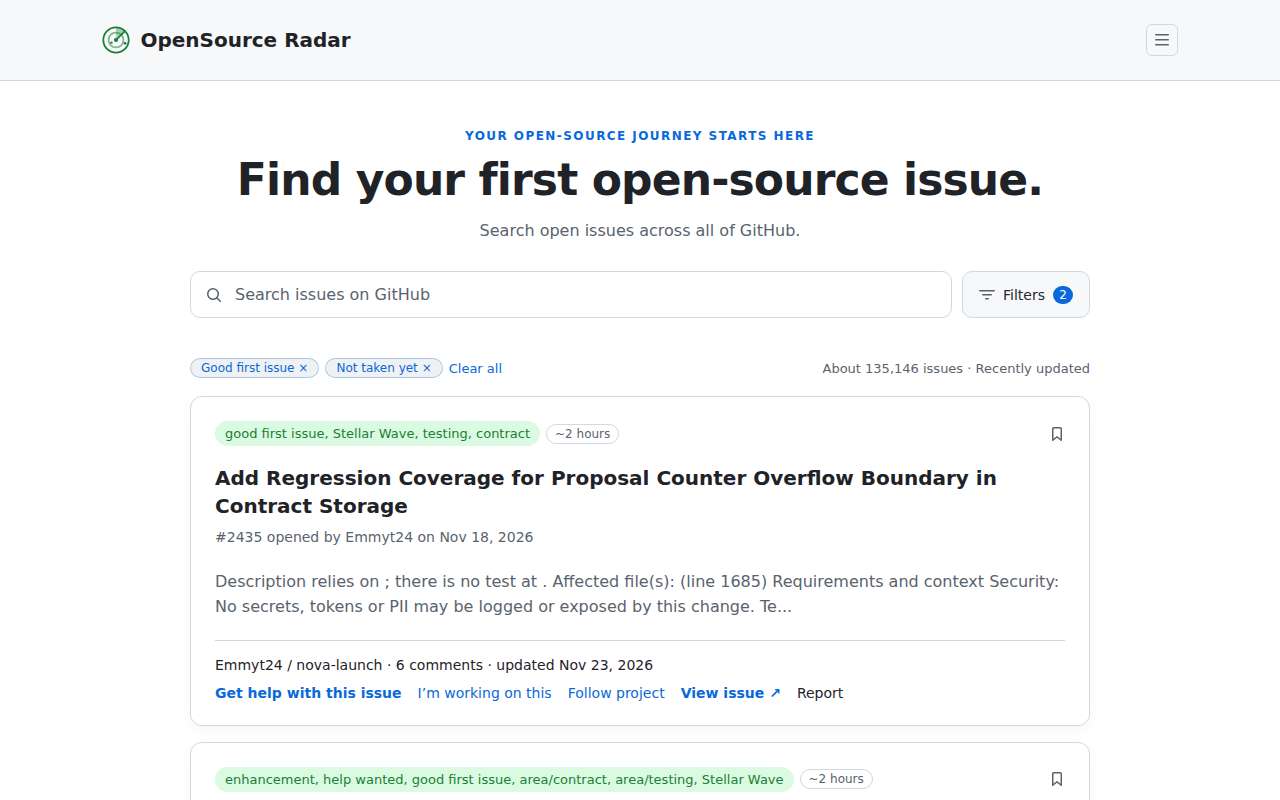 OpenSource Radar
YOUR OPEN-SOURCE JOURNEY STARTS HERE
Find your first open-source issue.
Search open issues across all of GitHub.
Search issues on GitHub
Filters 2
Good first issue × Not taken yet × Clear all About 135,146 issues · Recently updated
good first issue, Stellar Wave, testing, contract ~2 hours
Add Regression Coverage for Proposal Counter Overflow Boundary in
Contract Storage
#2435 opened by Emmyt24 on Nov 18, 2026
Description relies on ; there is no test at . Affected file(s): (line 1685) Requirements and context Security:
No secrets, tokens or PII may be logged or exposed by this change. Te...
Emmyt24 / nova-launch · 6 comments · updated Nov 23, 2026
Get help with this issue I’m working on this Follow project View issue ↗ Report
enhancement, help wanted, good first issue, area/contract, area/testing, Stellar Wave ~2 hours